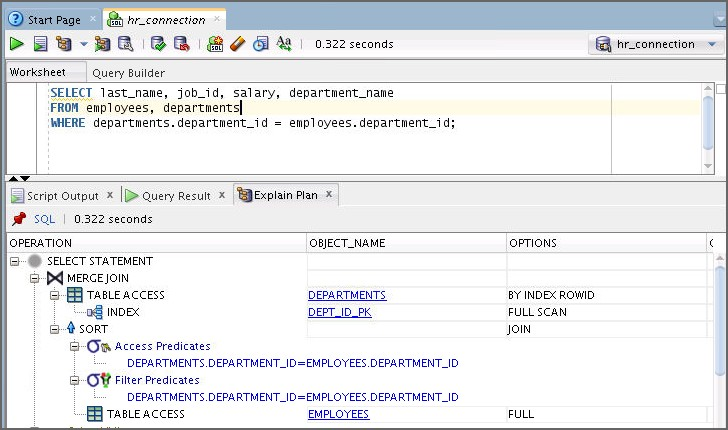 Start Page hr_connection
0.322 seconds hr_connection
Worksheet Query Builder
SELECT last_name, job_id, salary, department_name
FROM employees, departments
WHERE departments.department_id = employees.department_id;
Script Output Query Result Explain Plan
SQL 0.322 seconds
OPERATION OBJECT_NAME OPTIONS
SELECT STATEMENT
MERGE JOIN
TABLE ACCESS DEPARTMENTS BY INDEX ROWID
INDEX DEPT_ID_PK FULL SCAN
SORT JOIN
Access Predicates
DEPARTMENTS.DEPARTMENT_ID=EMPLOYEES.DEPARTMENT_ID
Filter Predicates
DEPARTMENTS.DEPARTMENT_ID=EMPLOYEES.DEPARTMENT_ID
TABLE ACCESS EMPLOYEES FULL